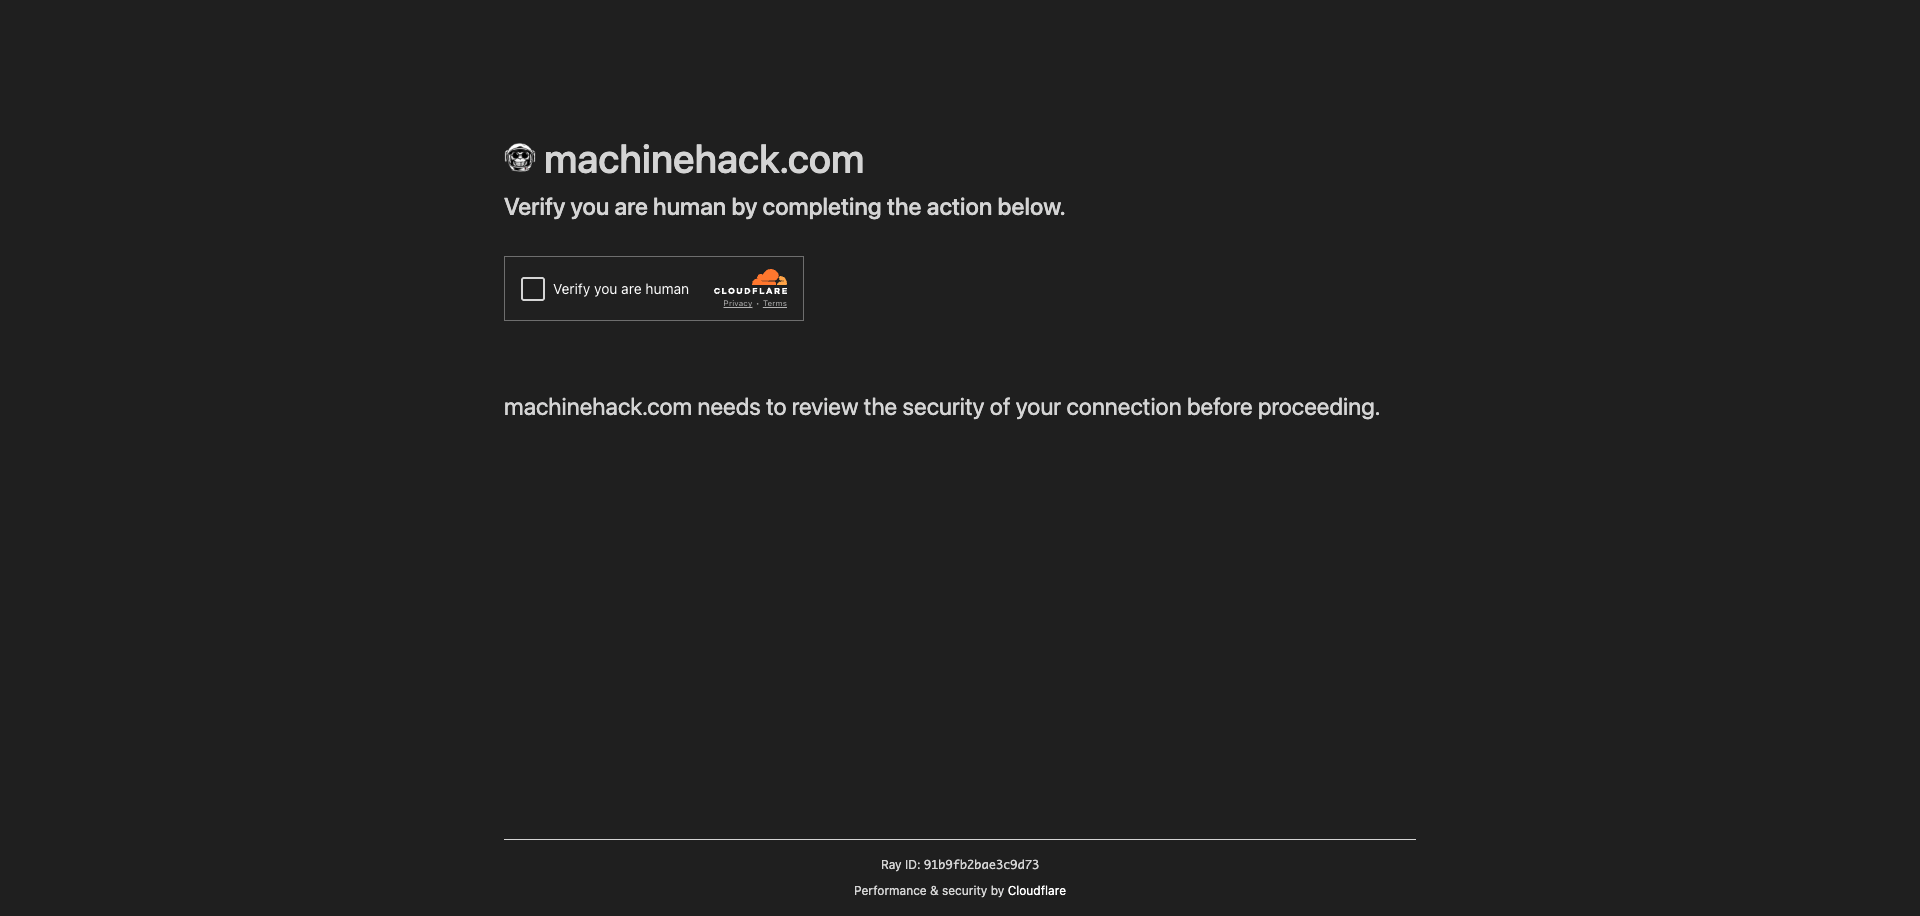 machinehack.com
Verify you are human by completing the action below.
Verify you are human
CLOUDFLARE
Privacy • Terms
machinehack.com needs to review the security of your connection before proceeding.
Ray ID: 91b9fb2bae3c9d73
Performance & security by Cloudflare